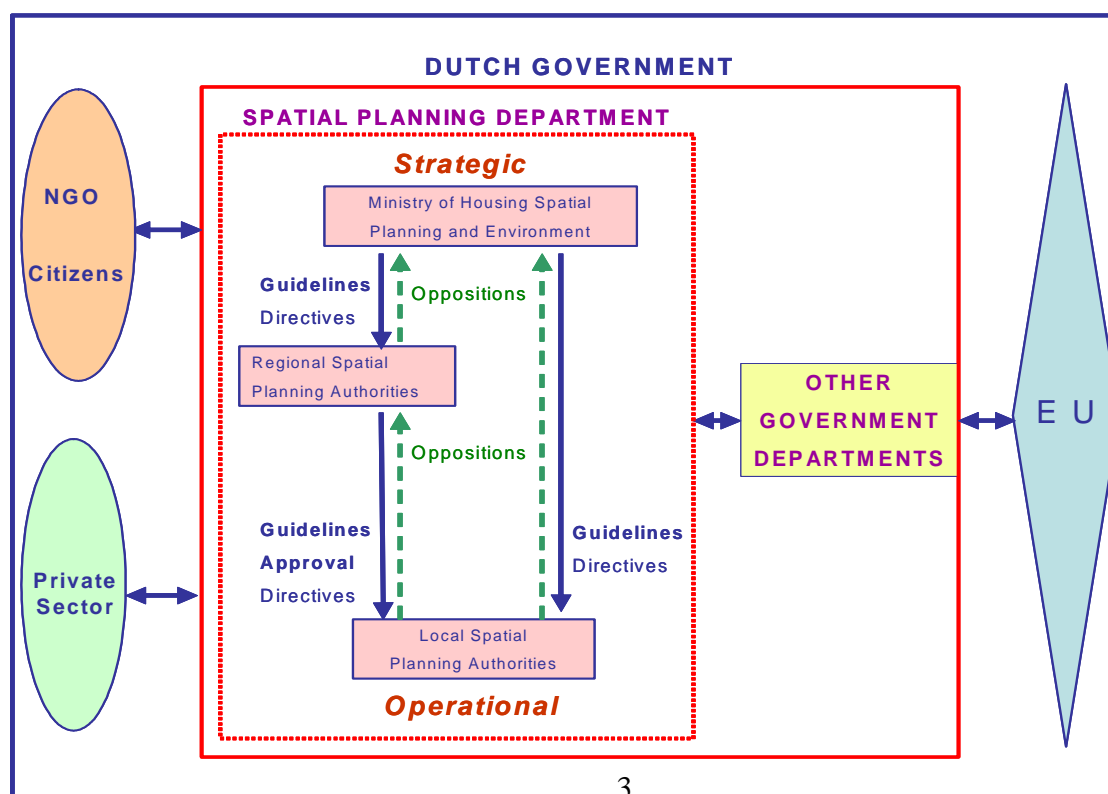 DUTCH GOVERNMENT
SPATIAL PLANNING DEPARTMENT
Strategic
Ministry of Housing Spatial
Planning and Environment
NGO
Citizens
Guidelines
Directives
Oppositions
Regional Spatial
Planning Authorities
OTHER
GOVERNMENT
DEPARTMENTS
EU
Oppositions
Guidelines
Approval
Directives
Guidelines
Directives
Private
Sector
Local Spatial
Planning Authorities
Operational
3